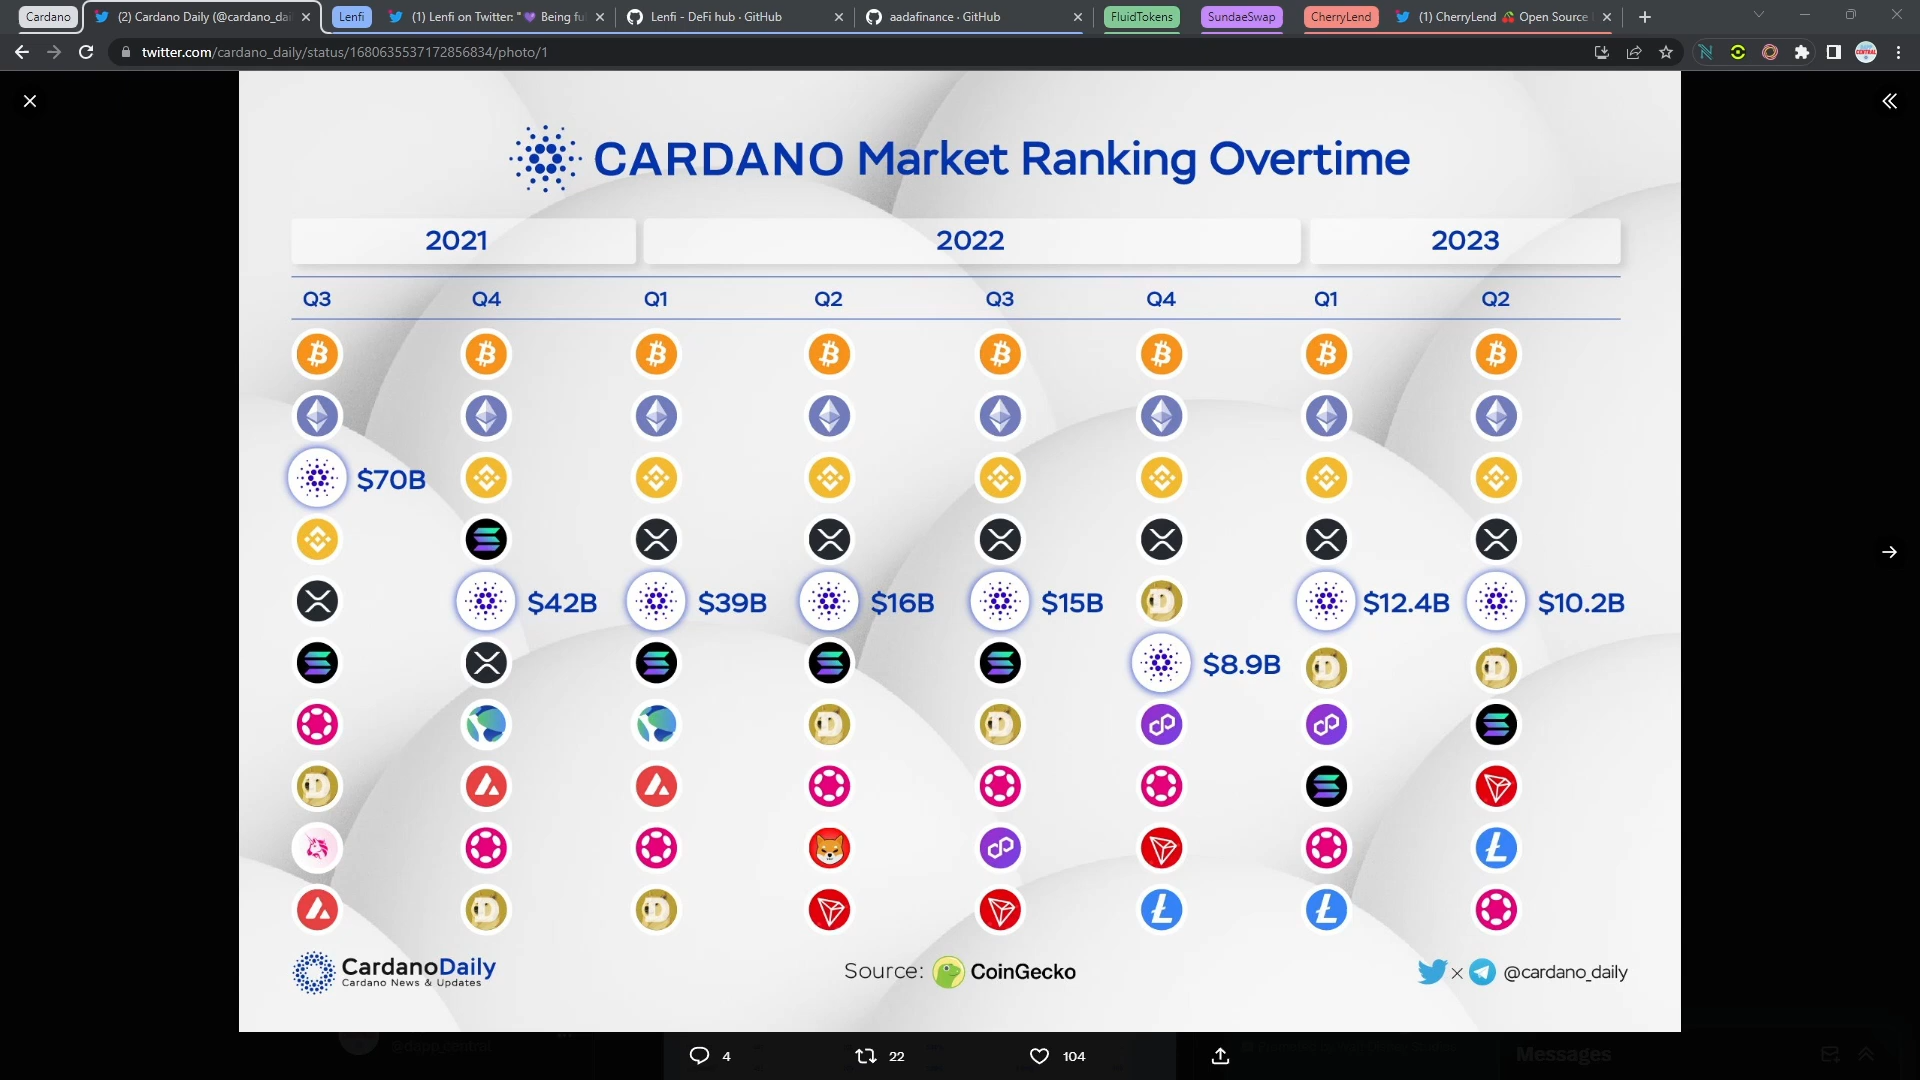 Cardano
(2) Cardano Daily (@cardano_dai
Lenfi
(1) Lenfi on Twitter: "💜 Being fu
Lenfi - DeFi hub · GitHub
aadafinance · GitHub
FluidTokens
SundaeSwap
CherryLend
(1) CherryLend 🍒 Open Source
twitter.com/cardano_daily/status/1680635537172856834/photo/1
CARDANO Market Ranking Overtime
2021 2022 2023
Q3 Q4 Q1 Q2 Q3 Q4 Q1 Q2
$70B
$42B $39B $16B $15B $12.4B $10.2B
$8.9B
CardanoDaily
Cardano News & Updates
Source: CoinGecko
x @cardano_daily
4 22 104
Messages